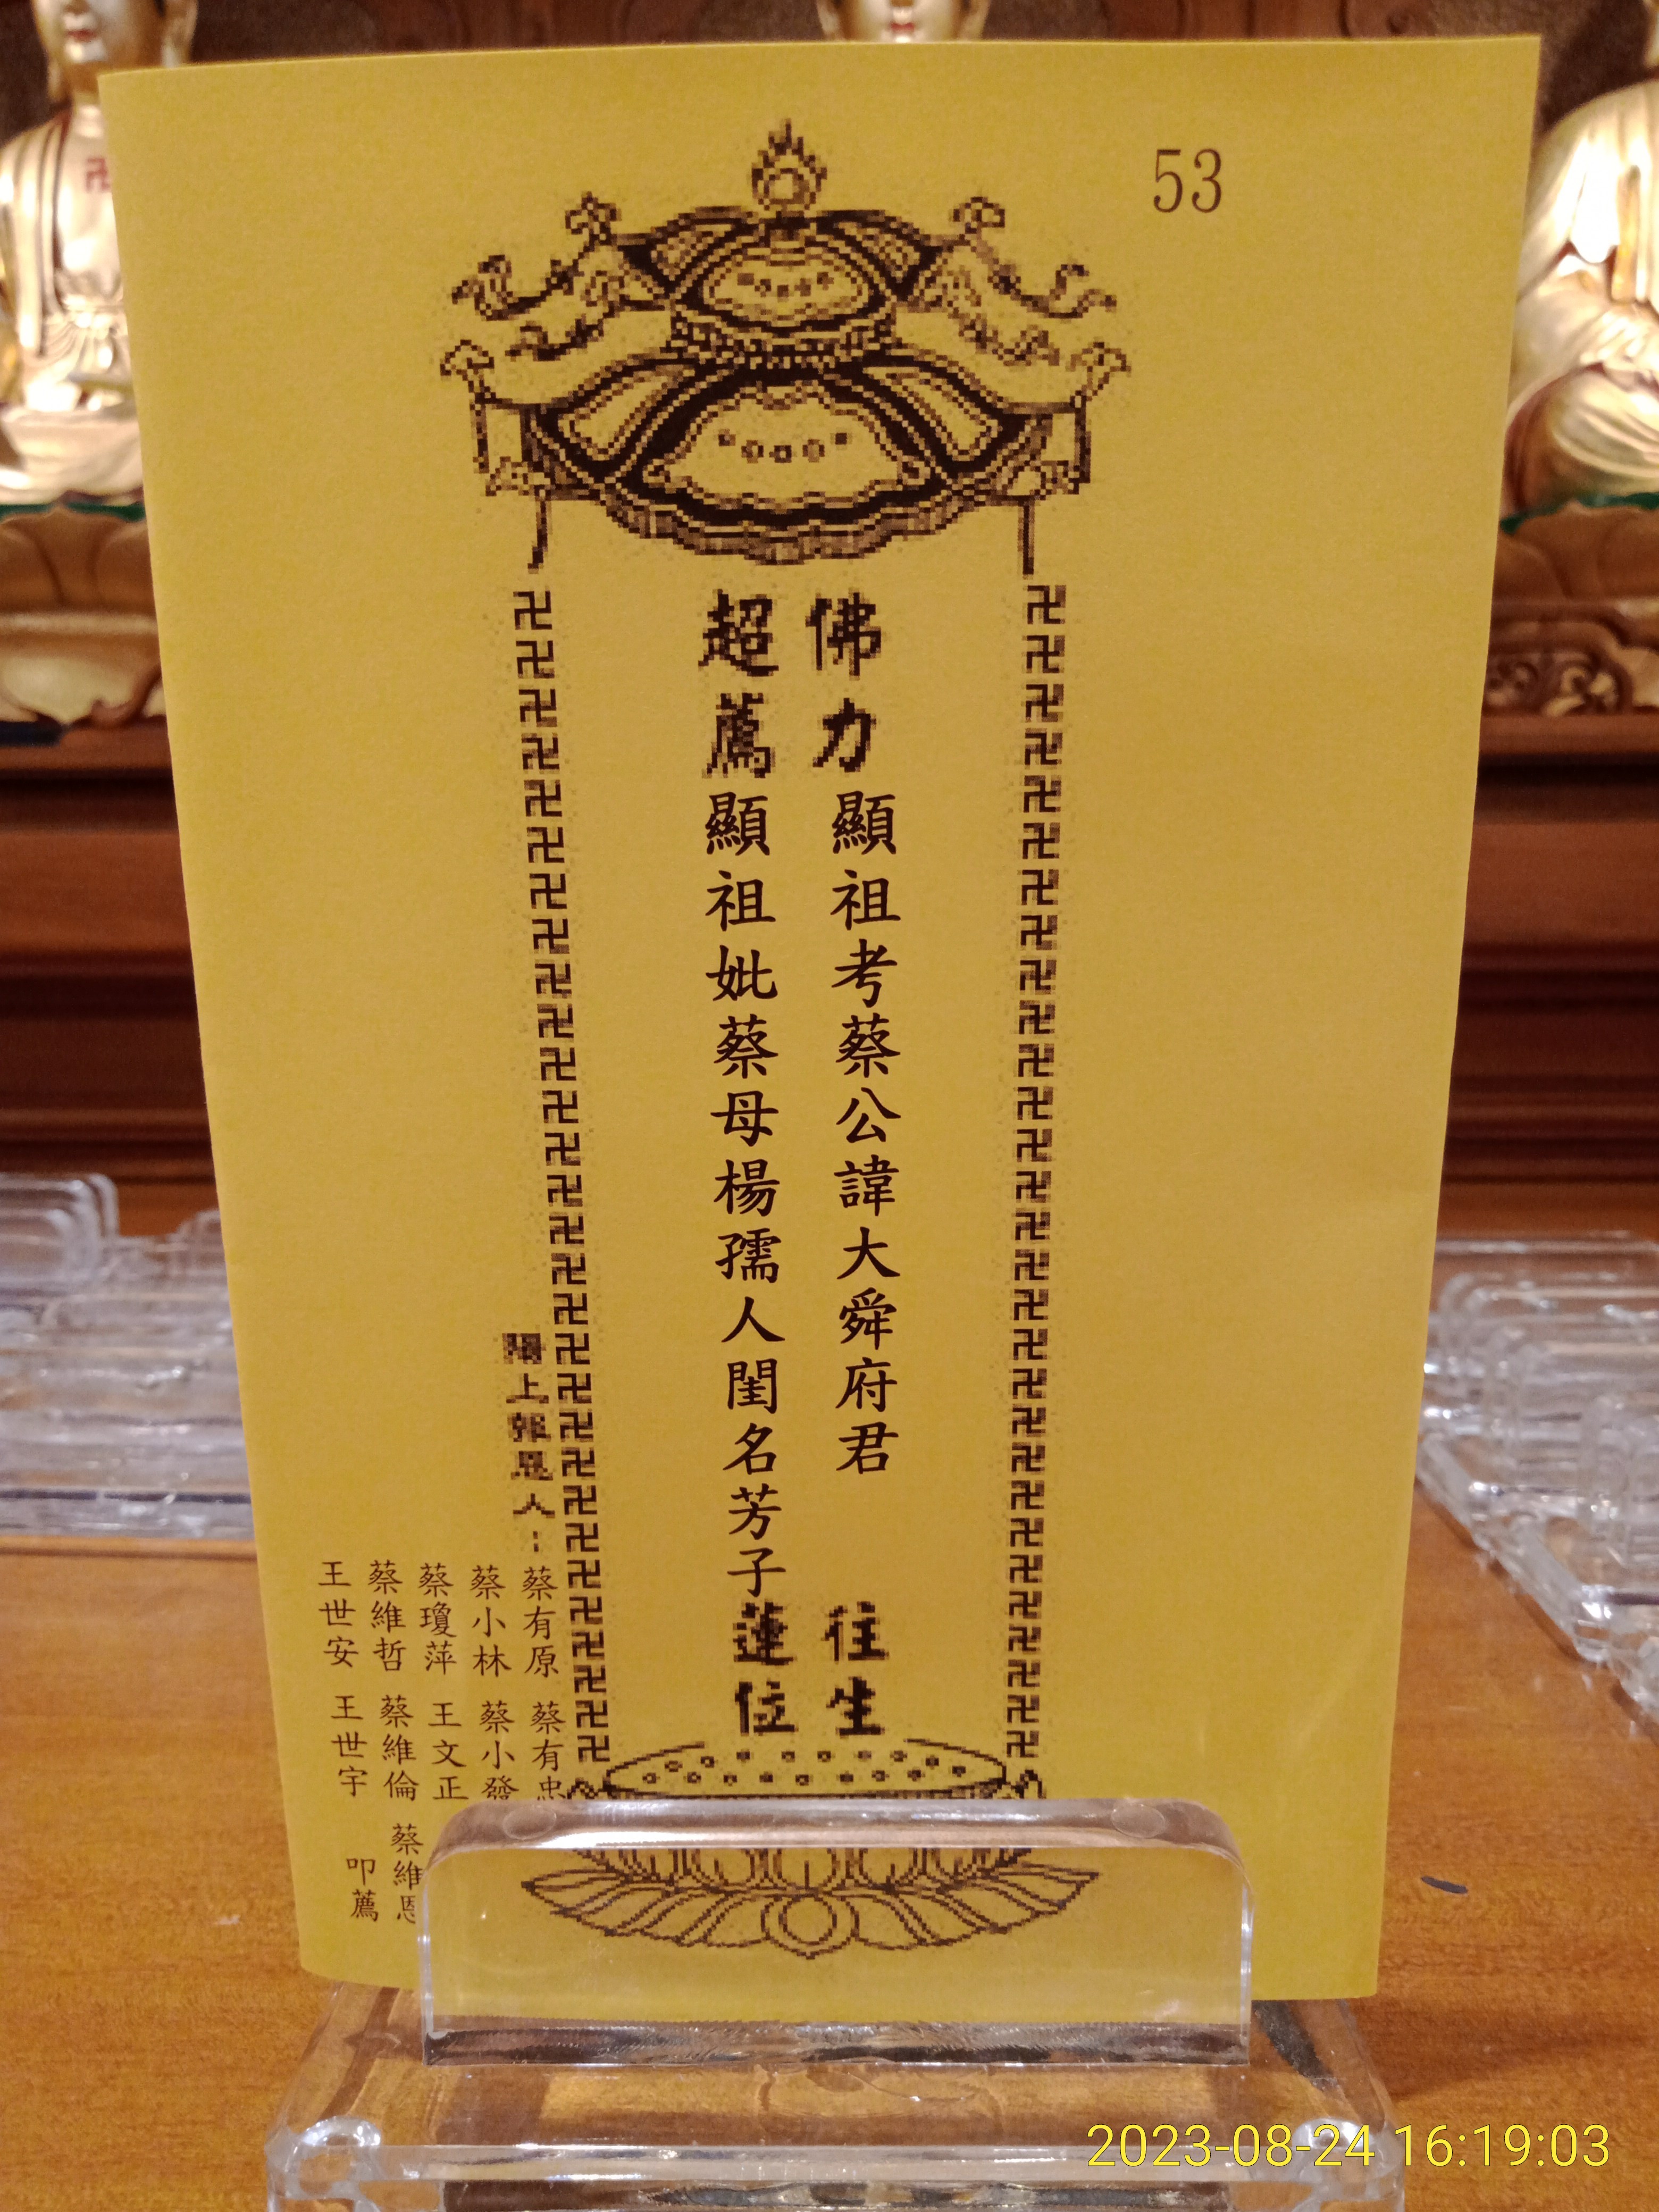 53
佛力顯祖考蔡公諱大舜府君往生
超薦顯祖妣蔡母楊孺人閨名芳子蓮位
陽上報恩人:
蔡有原 蔡有忠
蔡小林 蔡小發
蔡瓊萍 王文正
蔡維哲 蔡維倫 蔡維恩
王世安 王世宇 叩薦
2023-08-24 16:19:03